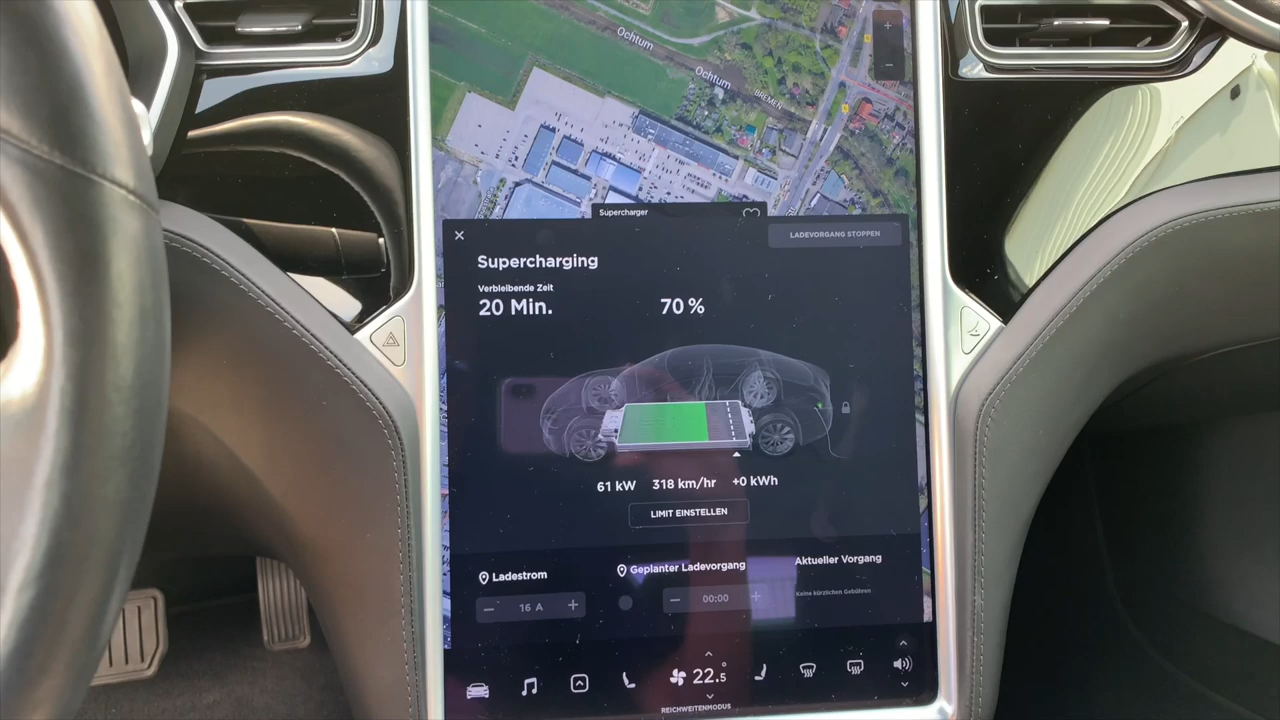 Ochtum
Ochtum
BREMEN
Supercharger
LADEVORGANG STOPPEN
Supercharging
Verbleibende Zeit
20 Min.
70 %
61 kW
318 km/hr
+0 kWh
LIMIT EINSTELLEN
Ladestrom
Geplanter Ladevorgang
Aktueller Vorgang
16 A
00:00
Keine kürzlichen Gebühren
22.5°
REICHWEITENMODUS